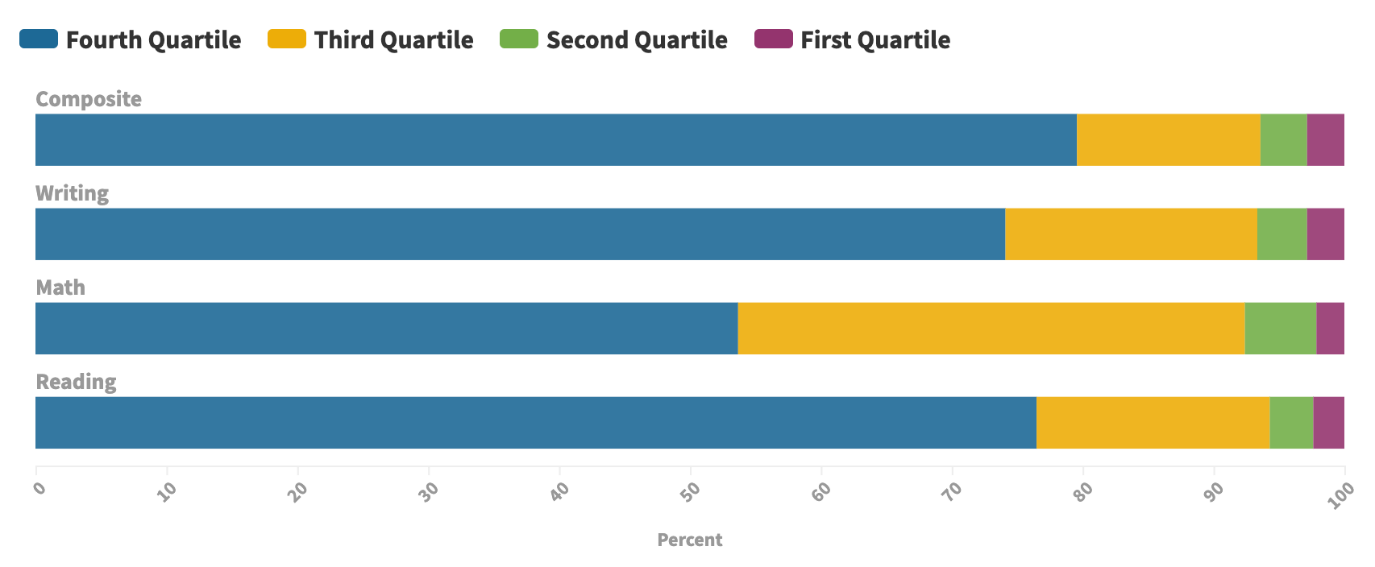 Fourth Quartile Third Quartile Second Quartile First Quartile
Composite
Writing
Math
Reading
0 10 20 30 40 50 60 70 80 90 100
Percent